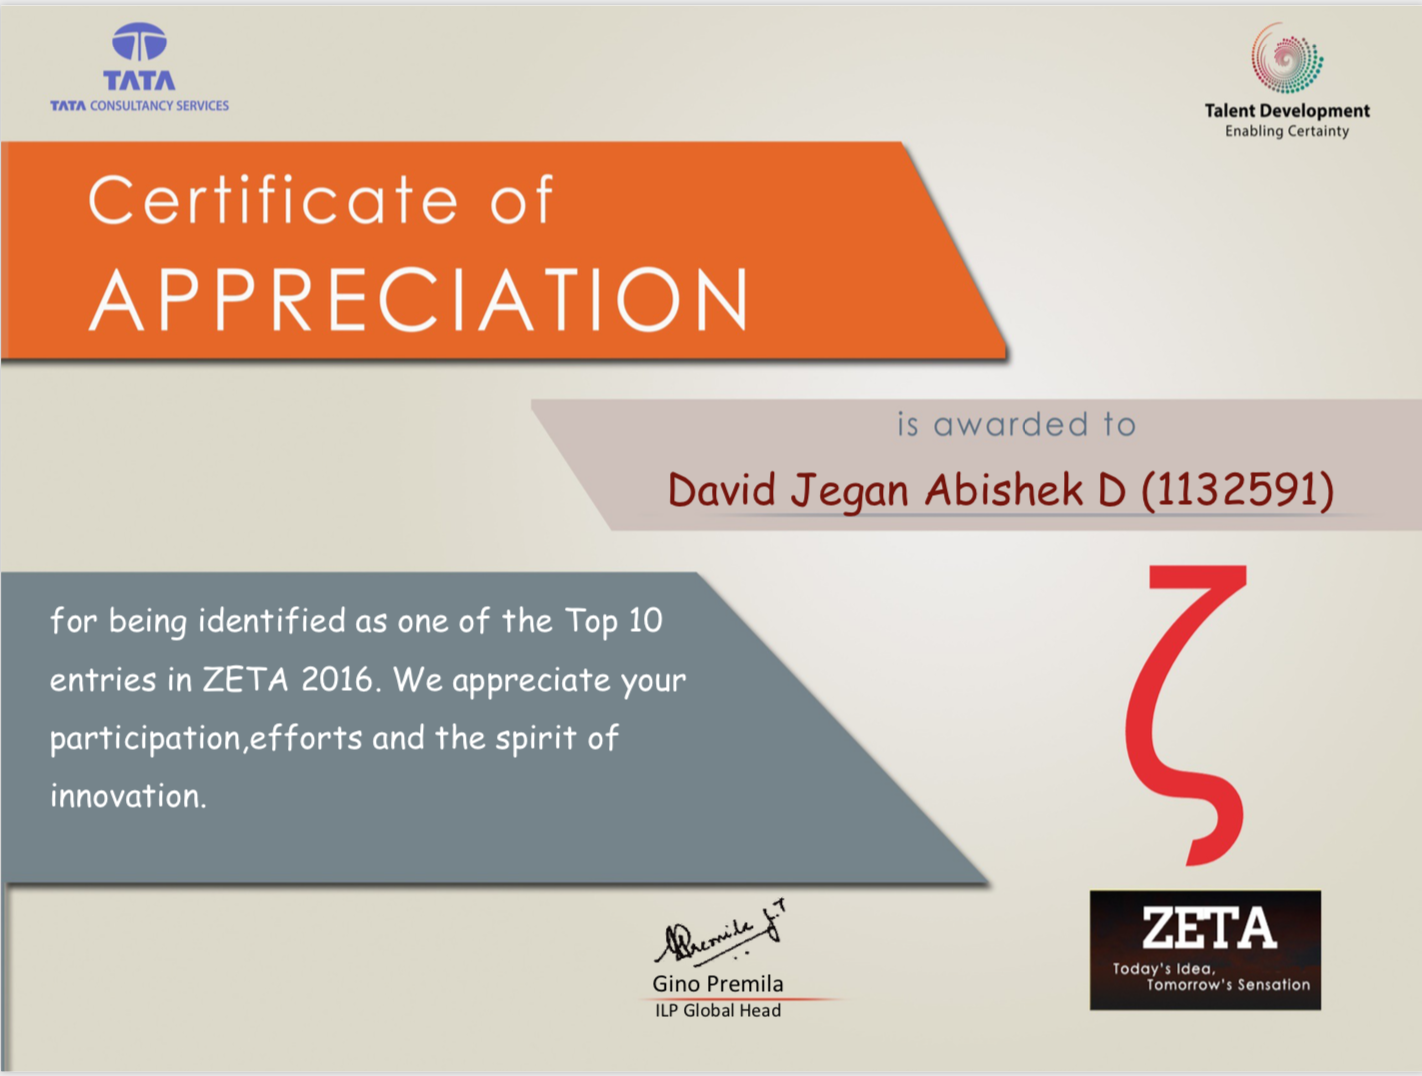 TATA
TATA CONSULTANCY SERVICES
Talent Development
Enabling Certainty
Certificate of
APPRECIATION
is awarded to
David Jegan Abishek D (1132591)
for being identified as one of the Top 10
entries in ZETA 2016. We appreciate your
participation,efforts and the spirit of
innovation.
ζ
Premila J.T
Gino Premila
ILP Global Head
ZETA
Today's Idea,
Tomorrow's Sensation